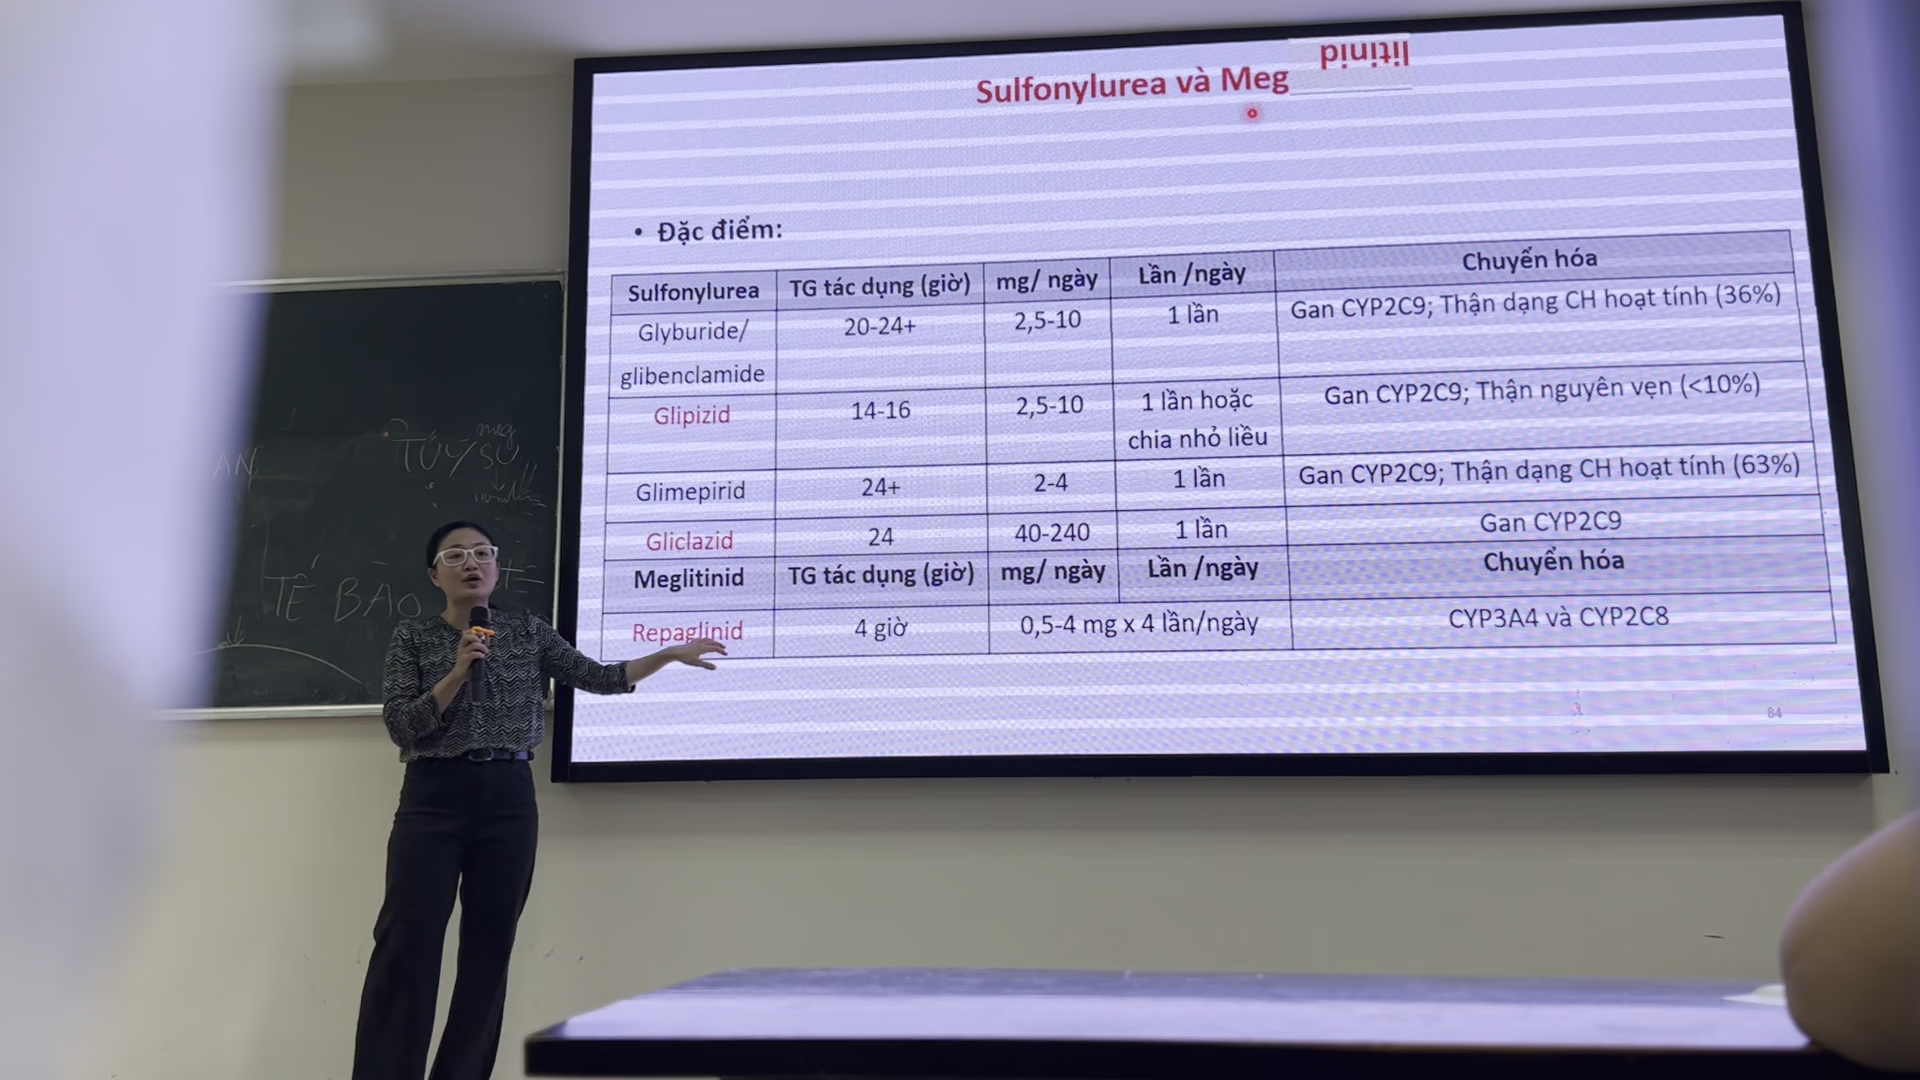 Sulfonylurea và Meg litinid
• Đặc điểm:
Sulfonylurea TG tác dụng (giờ) mg/ ngày Lần /ngày Chuyển hóa
Glyburide/ 20-24+ 2,5-10 1 lần Gan CYP2C9; Thận dạng CH hoạt tính (36%)
glibenclamide
Glipizid 14-16 2,5-10 1 lần hoặc Gan CYP2C9; Thận nguyên vẹn (<10%)
chia nhỏ liều
Glimepirid 24+ 2-4 1 lần Gan CYP2C9; Thận dạng CH hoạt tính (63%)
Gliclazid 24 40-240 1 lần Gan CYP2C9
Meglitinid TG tác dụng (giờ) mg/ ngày Lần /ngày Chuyển hóa
Repaglinid 4 giờ 0,5-4 mg x 4 lần/ngày CYP3A4 và CYP2C8
84
meg
TỤY SU
AN
TẾ BÀO